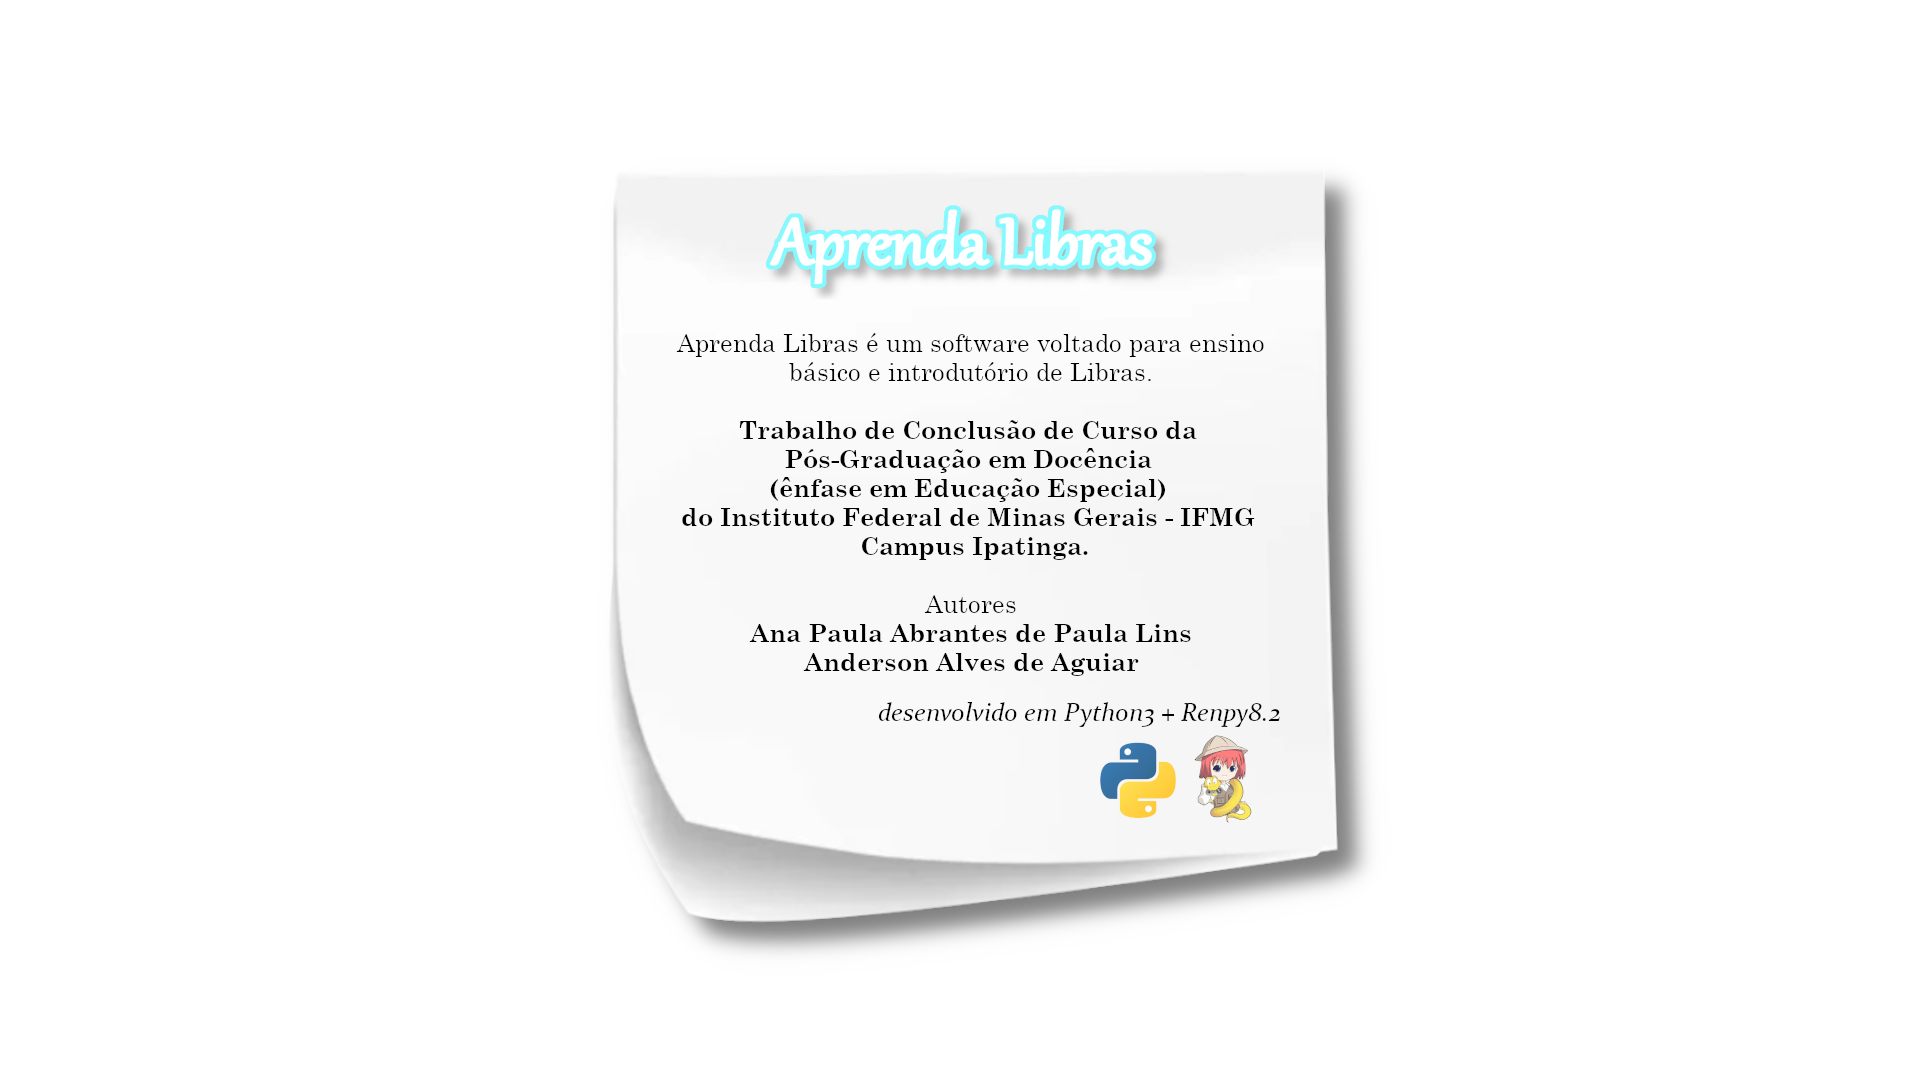 Aprenda Libras
Aprenda Libras é um software voltado para ensino
básico e introdutório de Libras.
Trabalho de Conclusão de Curso da
Pós-Graduação em Docência
(ênfase em Educação Especial)
do Instituto Federal de Minas Gerais - IFMG
Campus Ipatinga.
Autores
Ana Paula Abrantes de Paula Lins
Anderson Alves de Aguiar
desenvolvido em Python3 + Renpy8.2